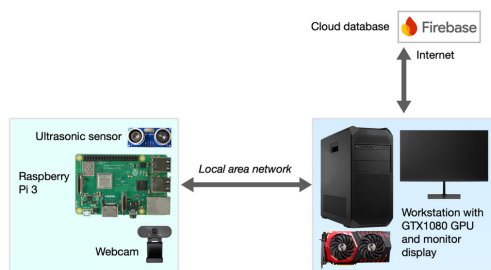 Cloud database
Firebase
Internet
Ultrasonic sensor
Raspberry
Pi 3
Local area network
Webcam
Workstation with
GTX1080 GPU
and monitor
display